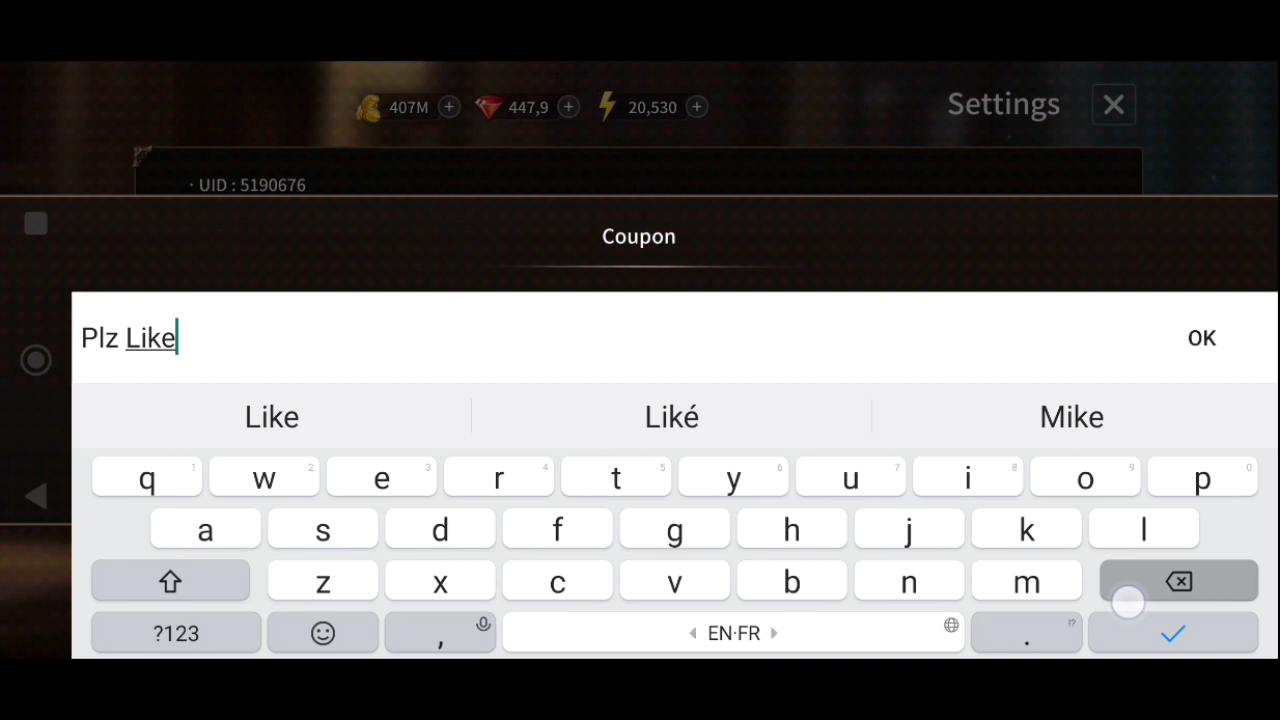 407M + 447,9 + 20,530 + Settings
· UID : 5190676
Coupon
Plz Like OK
Like Liké Mike
q 1 w 2 e 3 r 4 t 5 y 6 u 7 i 8 o 9 p 0
a s d f g h j k l
z x c v b n m
?123 , EN·FR . !?